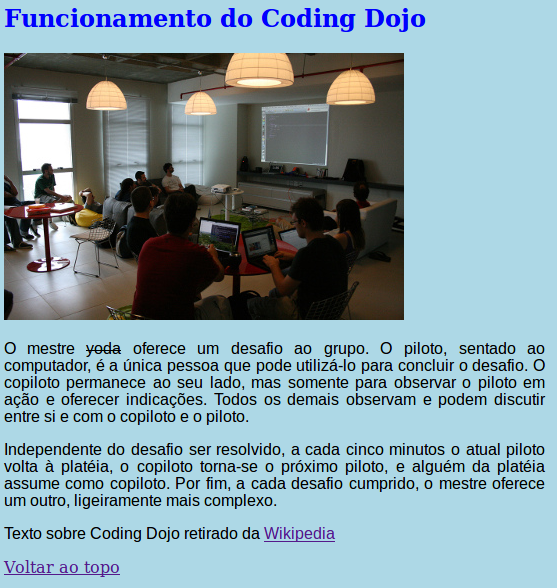 Funcionamento do Coding Dojo
O mestre yoda oferece um desafio ao grupo. O piloto, sentado ao
computador, é a única pessoa que pode utilizá-lo para concluir o desafio. O
copiloto permanece ao seu lado, mas somente para observar o piloto em
ação e oferecer indicações. Todos os demais observam e podem discutir
entre si e com o copiloto e o piloto.
Independente do desafio ser resolvido, a cada cinco minutos o atual piloto
volta à platéia, o copiloto torna-se o próximo piloto, e alguém da platéia
assume como copiloto. Por fim, a cada desafio cumprido, o mestre oferece
um outro, ligeiramente mais complexo.
Texto sobre Coding Dojo retirado da Wikipedia
Voltar ao topo